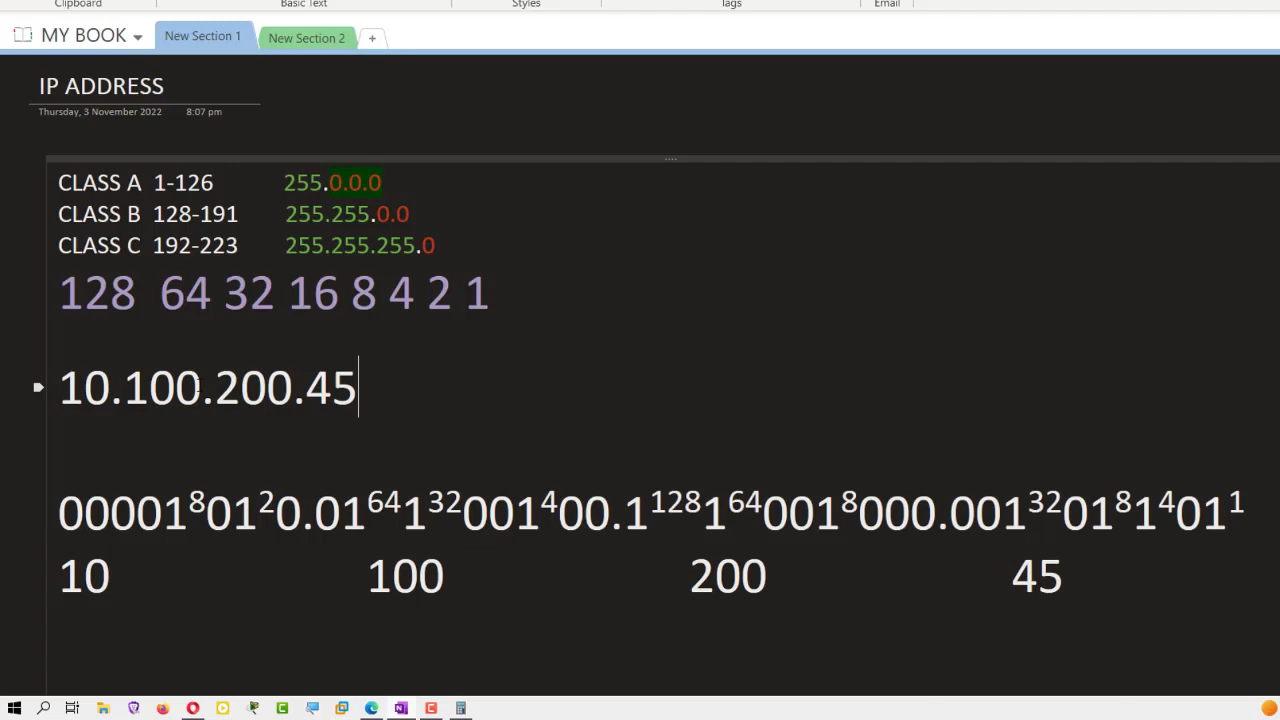 Clipboard Basic Text Styles Tags Email
MY BOOK New Section 1 New Section 2 +
IP ADDRESS
Thursday, 3 November 2022 8:07 pm
CLASS A 1-126 255.0.0.0
CLASS B 128-191 255.255.0.0
CLASS C 192-223 255.255.255.0
128 64 32 16 8 4 2 1
10.100.200.45
00001⁸01²0.01⁶⁴1³²001⁴00.1¹²⁸1⁶⁴001⁸000.001³²01⁸1⁴01¹
10 100 200 45